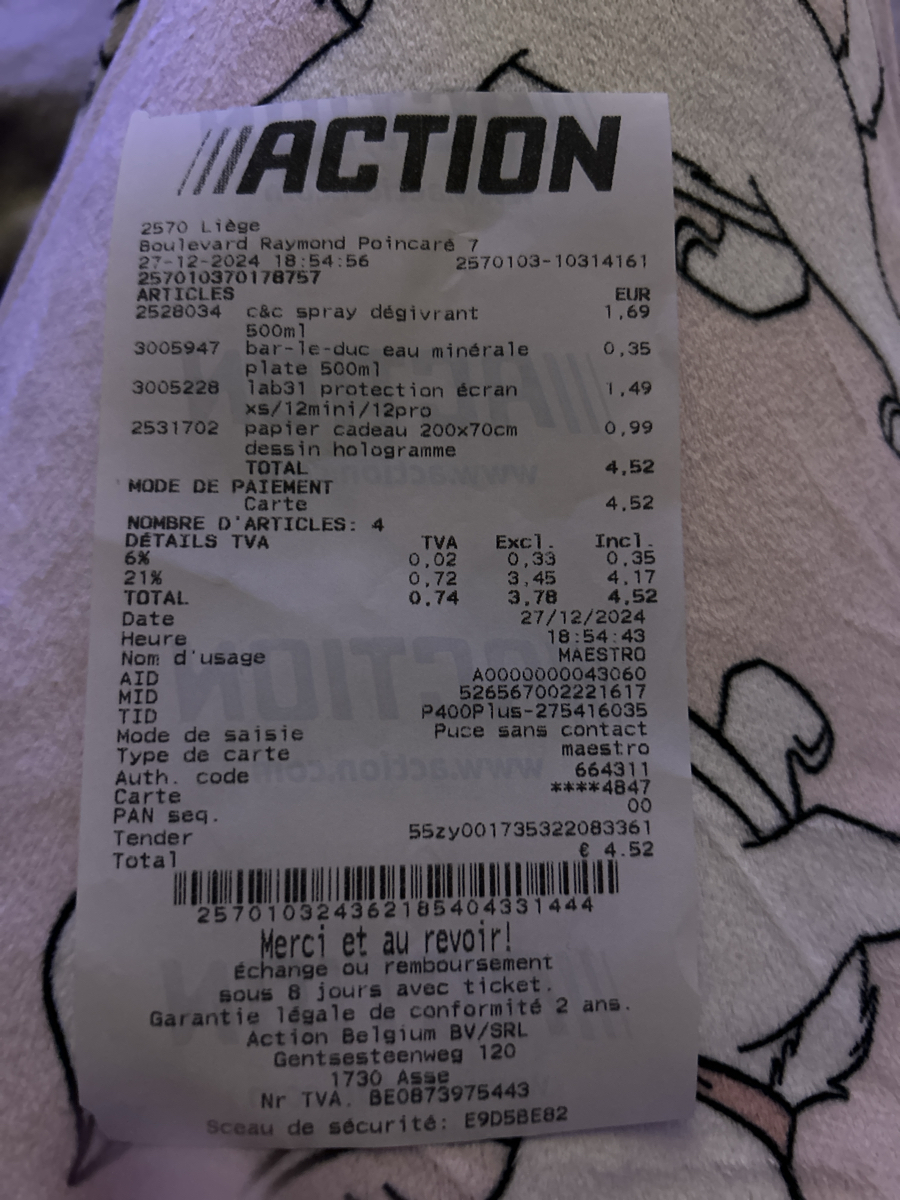 ACTION
2570 Liège
Boulevard Raymond Poincaré 7
27-12-2024 18:54:56 2570103-10314161
257010370178757
ARTICLES EUR
2528034 c&c spray dégivrant 1,69
500ml
3005947 bar-le-duc eau minérale 0,35
plate 500ml
3005228 lab31 protection écran 1,49
xs/12mini/12pro
2531702 papier cadeau 200x70cm 0,99
dessin hologramme
TOTAL 4,52
MODE DE PAIEMENT
Carte 4,52
NOMBRE D'ARTICLES: 4
DÉTAILS TVA TVA Excl. Incl.
6% 0,02 0,33 0,35
21% 0,72 3,45 4,17
TOTAL 0,74 3,78 4,52
Date 27/12/2024
Heure 18:54:43
Nom d'usage MAESTRO
AID A0000000043060
MID 526567002221617
TID P400Plus-275416035
Mode de saisie Puce sans contact
Type de carte maestro
Auth. code 664311
Carte ****4847
PAN seq. 00
Tender 55zy001735322083361
Total € 4.52
2570103243621854043314​44
Merci et au revoir!
Échange ou remboursement
sous 8 jours avec ticket.
Garantie légale de conformité 2 ans.
Action Belgium BV/SRL
Gentsesteenweg 120
1730 Asse
Nr TVA. BE0873975443
Sceau de sécurité: E9D5BE82